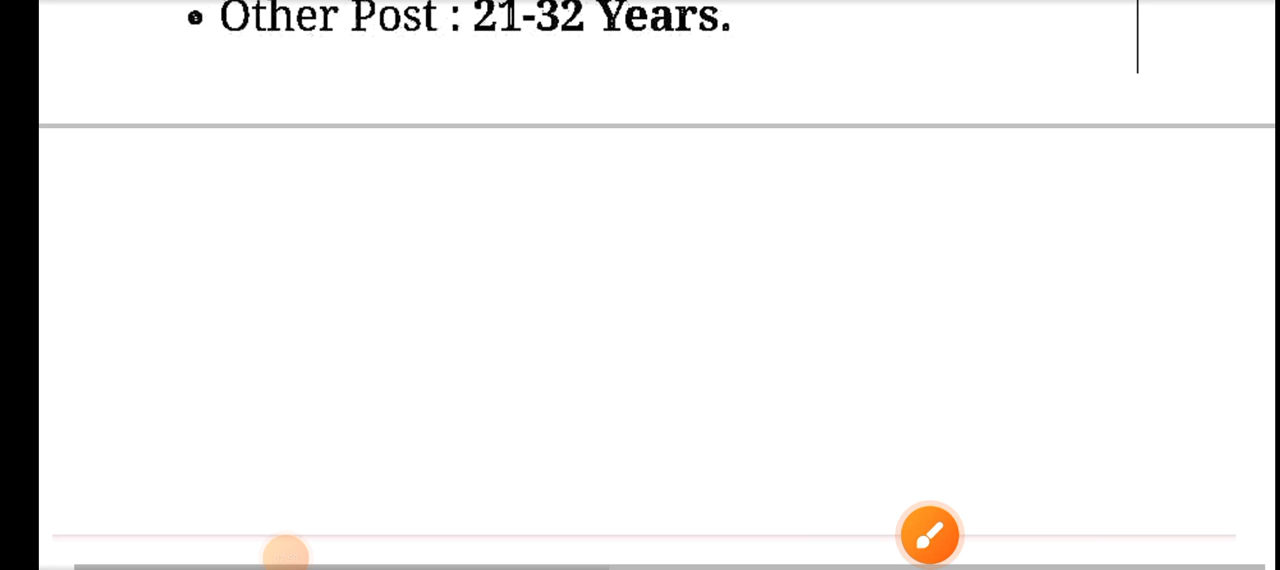 • Other Post : 21-32 Years.